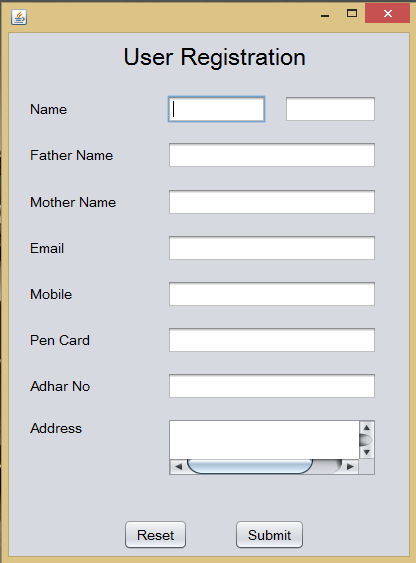 User Registration
Name
Father Name
Mother Name
Email
Mobile
Pen Card
Adhar No
Address
Reset Submit